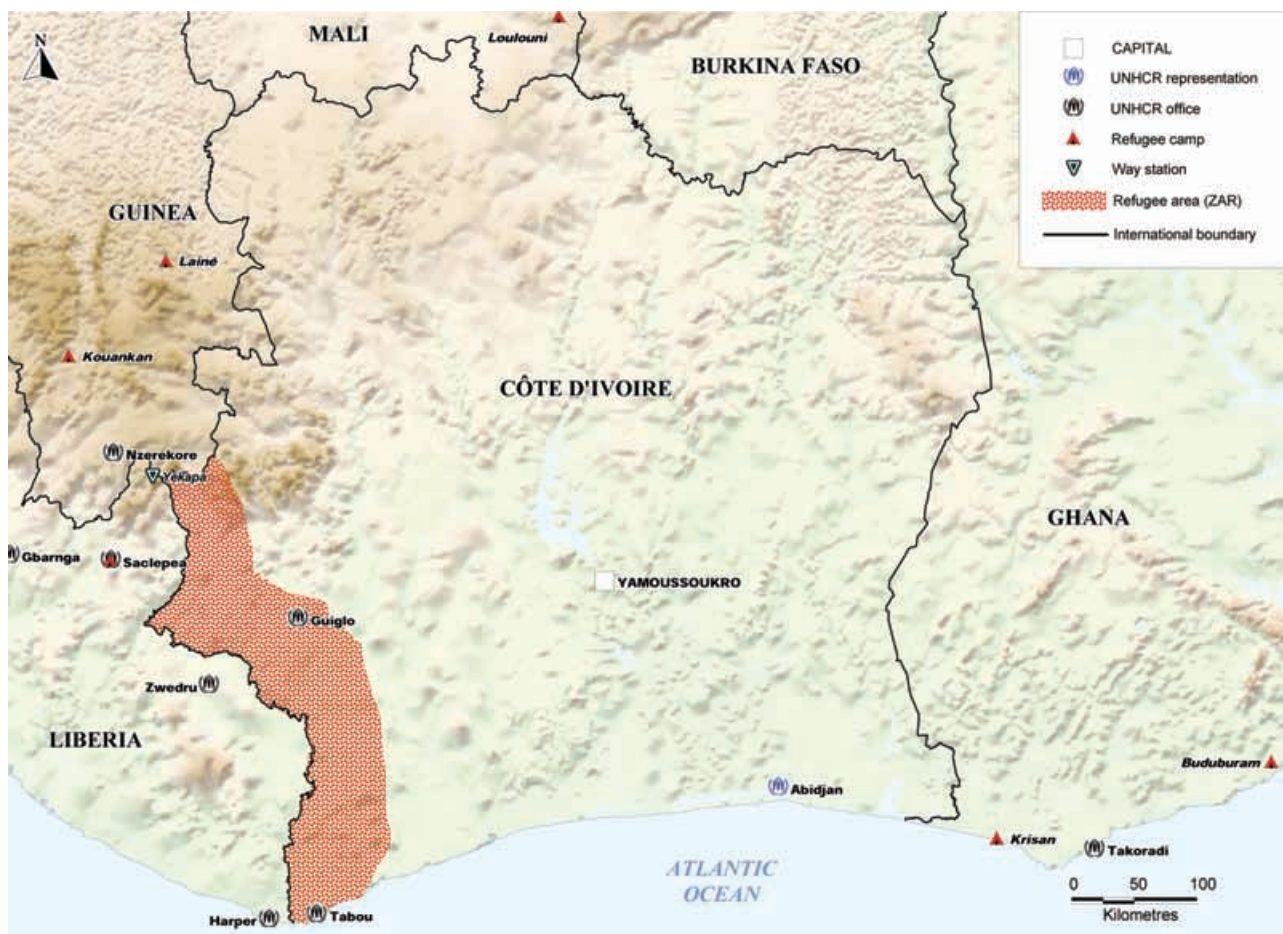 N
MALI
Loulouni
BURKINA FASO
CAPITAL
UNHCR representation
UNHCR office
Refugee camp
Way station
Refugee area (ZAR)
International boundary
GUINEA
Lainé
Kouankan
CÔTE D'IVOIRE
Nzerekore
Yekapa
GHANA
Gbarnga
Saclepea
YAMOUSSOUKRO
Guiglo
Zwedru
LIBERIA
Buduburam
Abidjan
Krisan
Takoradi
ATLANTIC
OCEAN
0 50 100
Kilometres
Harper
Tabou